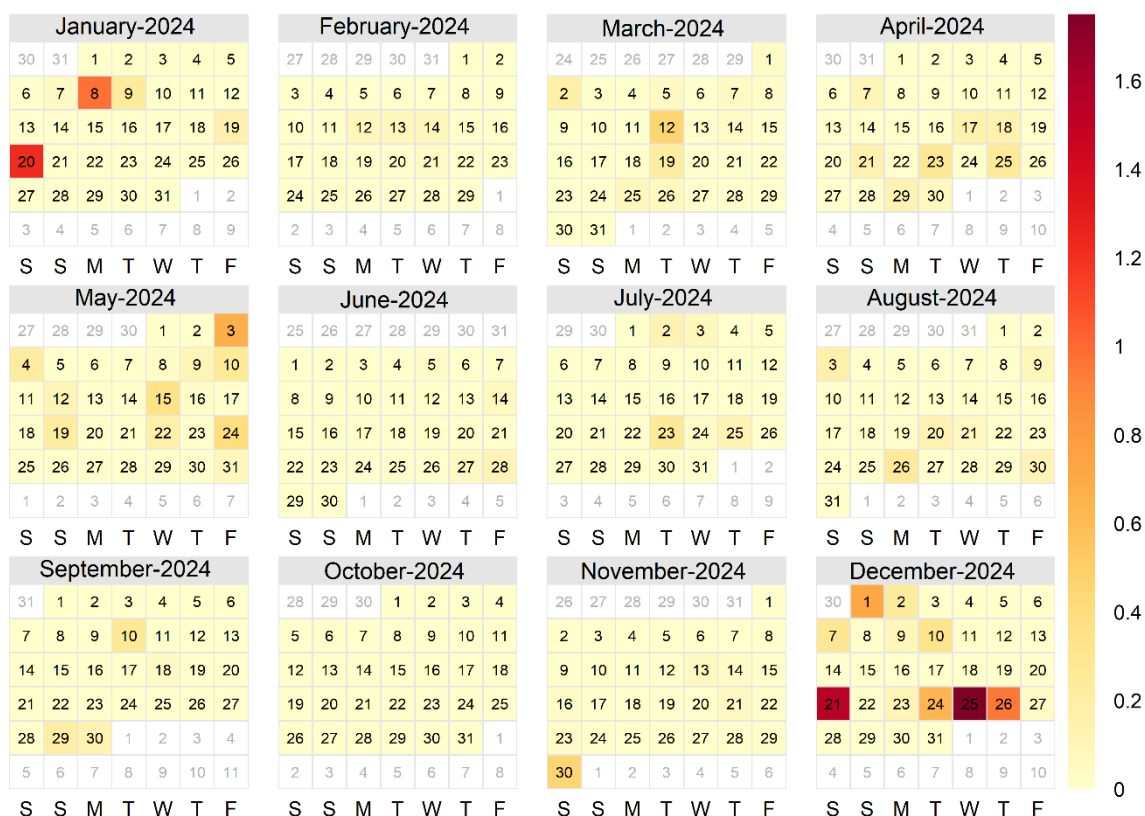 January-2024 February-2024 March-2024 April-2024
30 31 1 2 3 4 5 27 28 29 30 31 1 2 24 25 26 27 28 29 1 30 31 1 2 3 4 5
6 7 8 9 10 11 12 3 4 5 6 7 8 9 2 3 4 5 6 7 8 6 7 8 9 10 11 12
13 14 15 16 17 18 19 10 11 12 13 14 15 16 9 10 11 12 13 14 15 13 14 15 16 17 18 19
20 21 22 23 24 25 26 17 18 19 20 21 22 23 16 17 18 19 20 21 22 20 21 22 23 24 25 26
27 28 29 30 31 1 2 24 25 26 27 28 29 1 23 24 25 26 27 28 29 27 28 29 30 1 2 3
3 4 5 6 7 8 9 2 3 4 5 6 7 8 30 31 1 2 3 4 5 4 5 6 7 8 9 10
S S M T W T F S S M T W T F S S M T W T F S S M T W T F
May-2024 June-2024 July-2024 August-2024
27 28 29 30 1 2 3 25 26 27 28 29 30 31 29 30 1 2 3 4 5 27 28 29 30 31 1 2
4 5 6 7 8 9 10 1 2 3 4 5 6 7 6 7 8 9 10 11 12 3 4 5 6 7 8 9
11 12 13 14 15 16 17 8 9 10 11 12 13 14 13 14 15 16 17 18 19 10 11 12 13 14 15 16
18 19 20 21 22 23 24 15 16 17 18 19 20 21 20 21 22 23 24 25 26 17 18 19 20 21 22 23
25 26 27 28 29 30 31 22 23 24 25 26 27 28 27 28 29 30 31 1 2 24 25 26 27 28 29 30
1 2 3 4 5 6 7 29 30 1 2 3 4 5 3 4 5 6 7 8 9 31 1 2 3 4 5 6
S S M T W T F S S M T W T F S S M T W T F S S M T W T F
September-2024 October-2024 November-2024 December-2024
31 1 2 3 4 5 6 28 29 30 1 2 3 4 26 27 28 29 30 31 1 30 1 2 3 4 5 6
7 8 9 10 11 12 13 5 6 7 8 9 10 11 2 3 4 5 6 7 8 7 8 9 10 11 12 13
14 15 16 17 18 19 20 12 13 14 15 16 17 18 9 10 11 12 13 14 15 14 15 16 17 18 19 20
21 22 23 24 25 26 27 19 20 21 22 23 24 25 16 17 18 19 20 21 22 21 22 23 24 25 26 27
28 29 30 1 2 3 4 26 27 28 29 30 31 1 23 24 25 26 27 28 29 28 29 30 31 1 2 3
5 6 7 8 9 10 11 2 3 4 5 6 7 8 30 1 2 3 4 5 6 4 5 6 7 8 9 10
S S M T W T F S S M T W T F S S M T W T F S S M T W T F
1.6
1.4
1.2
1
0.8
0.6
0.4
0.2
0